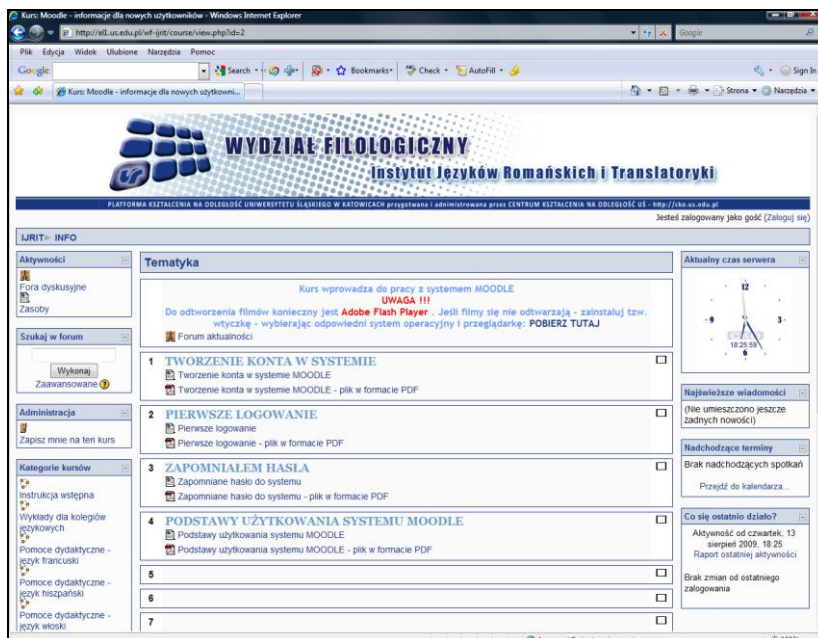 Kurs: Moodle - informacje dla nowych użytkowników - Windows Internet Explorer
http://el1.us.edu.pl/wf-ijrit/course/view.php?id=2
Google
Plik Edycja Widok Ulubione Narzędzia Pomoc
Google Search Bookmarks Check AutoFill Sign In
Kurs: Moodle - informacje dla nowych użytkowni... Strona Narzędzia
WYDZIAŁ FILOLOGICZNY
Instytut Języków Romańskich i Translatoryki
PLATFORMA KSZTAŁCENIA NA ODLEGŁOŚĆ UNIWERSYTETU ŚLĄSKIEGO W KATOWICACH przygotowana i administrowana przez CENTRUM KSZTAŁCENIA NA ODLEGŁOŚĆ UŚ - http://cko.us.edu.pl
Jesteś zalogowany jako gość (Zaloguj się)
IJRIT ► INFO
Aktywności
Fora dyskusyjne
Zasoby
Szukaj w forum
Wykonaj
Zaawansowane
Administracja
Zapisz mnie na ten kurs
Kategorie kursów
Instrukcja wstępna
Wykłady dla kolegiów
językowych
Pomoce dydaktyczne -
język francuski
Pomoce dydaktyczne -
język hiszpański
Pomoce dydaktyczne -
język włoski
Tematyka
Kurs wprowadza do pracy z systemem MOODLE
UWAGA !!!
Do odtworzenia filmów konieczny jest Adobe Flash Player . Jeśli filmy się nie odtwarzają - zainstaluj tzw.
wtyczkę - wybierając odpowiedni system operacyjny i przeglądarkę: POBIERZ TUTAJ
Forum aktualności
1 TWORZENIE KONTA W SYSTEMIE
Tworzenie konta w systemie MOODLE
Tworzenie konta w systemie MOODLE - plik w formacie PDF
2 PIERWSZE LOGOWANIE
Pierwsze logowanie
Pierwsze logowanie - plik w formacie PDF
3 ZAPOMNIAŁEM HASŁA
Zapomniane hasło do systemu
Zapomniane hasło do systemu - plik w formacie PDF
4 PODSTAWY UŻYTKOWANIA SYSTEMU MOODLE
Podstawy użytkowania systemu MOODLE
Podstawy użytkowania systemu MOODLE - plik w formacie PDF
5
6
7
Aktualny czas serwera
12
9 3
18:25:59
6
Najświeższe wiadomości
(Nie umieszczono jeszcze
żadnych nowości)
Nadchodzące terminy
Brak nadchodzących spotkań
Przejdź do kalendarza...
Co się ostatnio działo?
Aktywność od czwartek, 13
sierpień 2009, 18:25
Raport ostatniej aktywności
Brak zmian od ostatniego
zalogowania